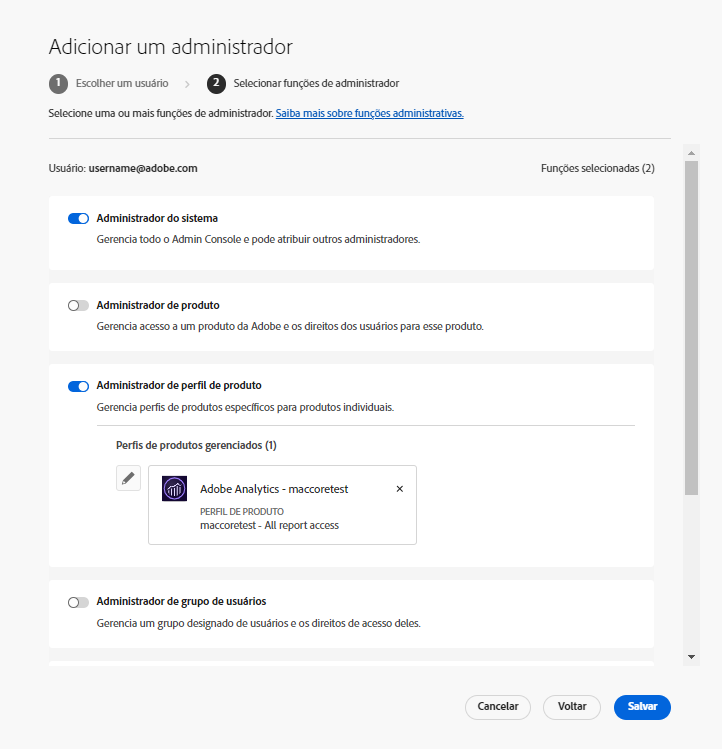 Adicionar um administrador
1 Escolher um usuário > 2 Selecionar funções de administrador
Selecione uma ou mais funções de administrador. Saiba mais sobre funções administrativas.
Usuário: username@adobe.com Funções selecionadas (2)
Administrador do sistema
Gerencia todo o Admin Console e pode atribuir outros administradores.
Administrador de produto
Gerencia acesso a um produto da Adobe e os direitos dos usuários para esse produto.
Administrador de perfil de produto
Gerencia perfis de produtos específicos para produtos individuais.
Perfis de produtos gerenciados (1)
Adobe Analytics - maccoretest ×
PERFIL DE PRODUTO
maccoretest - All report access
Administrador de grupo de usuários
Gerencia um grupo designado de usuários e os direitos de acesso deles.
Cancelar Voltar Salvar